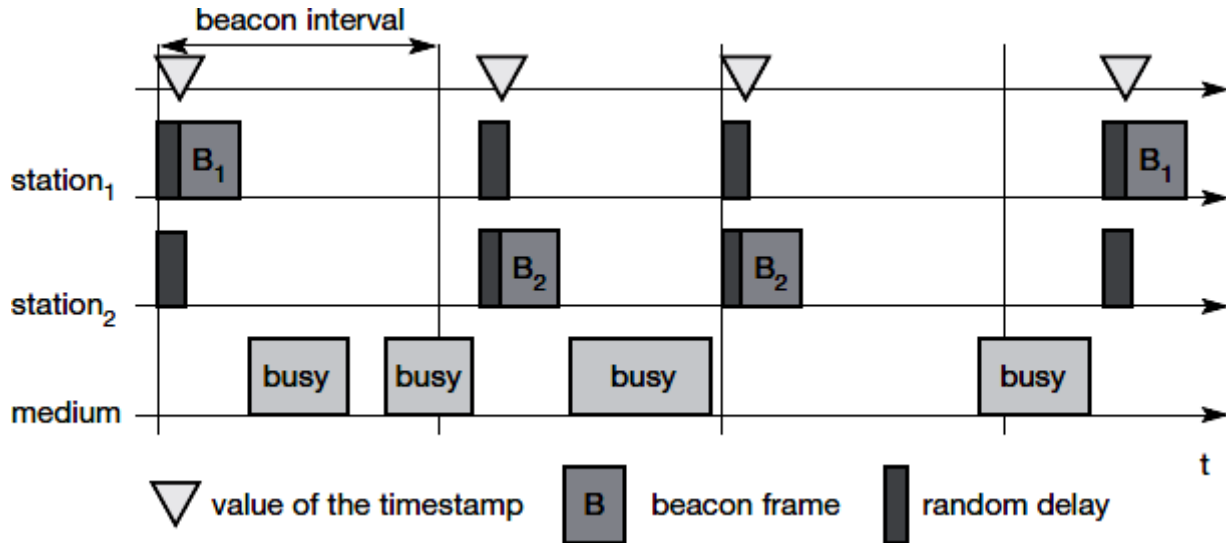 beacon interval
B₁
station₁
B₂ B₂
B₁
station₂
busy busy busy busy
medium
t
value of the timestamp B beacon frame random delay